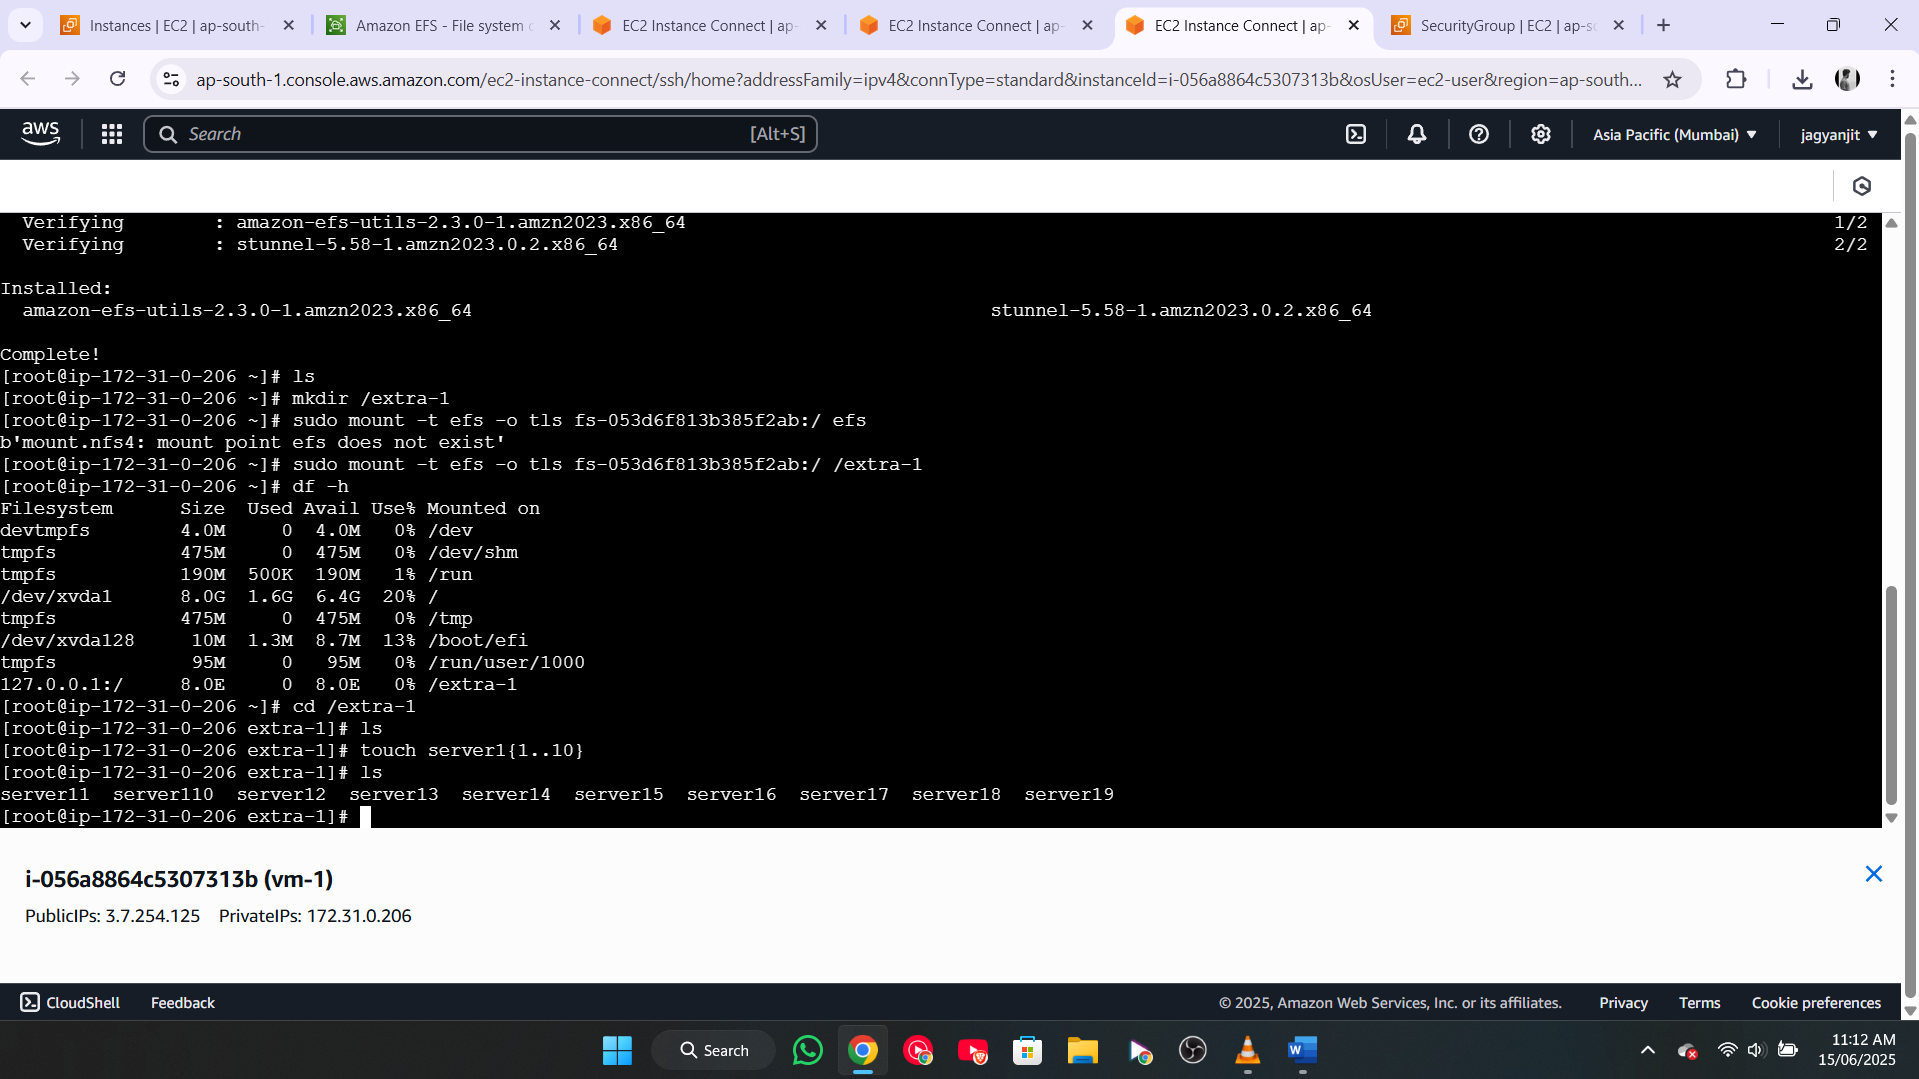 Instances | EC2 | ap-south-
Amazon EFS - File system
EC2 Instance Connect | ap-
EC2 Instance Connect | ap-
EC2 Instance Connect | ap-
SecurityGroup | EC2 | ap-
ap-south-1.console.aws.amazon.com/ec2-instance-connect/ssh/home?addressFamily=ipv4&connType=standard&instanceId=i-056a8864c5307313b&osUser=ec2-user&region=ap-south...
aws
Search [Alt+S]
Asia Pacific (Mumbai)
jagyanjit
Verifying : amazon-efs-utils-2.3.0-1.amzn2023.x86_64 1/2
Verifying : stunnel-5.58-1.amzn2023.0.2.x86_64 2/2
Installed:
amazon-efs-utils-2.3.0-1.amzn2023.x86_64 stunnel-5.58-1.amzn2023.0.2.x86_64
Complete!
[root@ip-172-31-0-206 ~]# ls
[root@ip-172-31-0-206 ~]# mkdir /extra-1
[root@ip-172-31-0-206 ~]# sudo mount -t efs -o tls fs-053d6f813b385f2ab:/ efs
b'mount.nfs4: mount point efs does not exist'
[root@ip-172-31-0-206 ~]# sudo mount -t efs -o tls fs-053d6f813b385f2ab:/ /extra-1
[root@ip-172-31-0-206 ~]# df -h
Filesystem Size Used Avail Use% Mounted on
devtmpfs 4.0M 0 4.0M 0% /dev
tmpfs 475M 0 475M 0% /dev/shm
tmpfs 190M 500K 190M 1% /run
/dev/xvda1 8.0G 1.6G 6.4G 20% /
tmpfs 475M 0 475M 0% /tmp
/dev/xvda128 10M 1.3M 8.7M 13% /boot/efi
tmpfs 95M 0 95M 0% /run/user/1000
127.0.0.1:/ 8.0E 0 8.0E 0% /extra-1
[root@ip-172-31-0-206 ~]# cd /extra-1
[root@ip-172-31-0-206 extra-1]# ls
[root@ip-172-31-0-206 extra-1]# touch server1{1..10}
[root@ip-172-31-0-206 extra-1]# ls
server11 server110 server12 server13 server14 server15 server16 server17 server18 server19
[root@ip-172-31-0-206 extra-1]#
i-056a8864c5307313b (vm-1)
PublicIPs: 3.7.254.125 PrivateIPs: 172.31.0.206
CloudShell Feedback © 2025, Amazon Web Services, Inc. or its affiliates. Privacy Terms Cookie preferences
Search
11:12 AM
15/06/2025